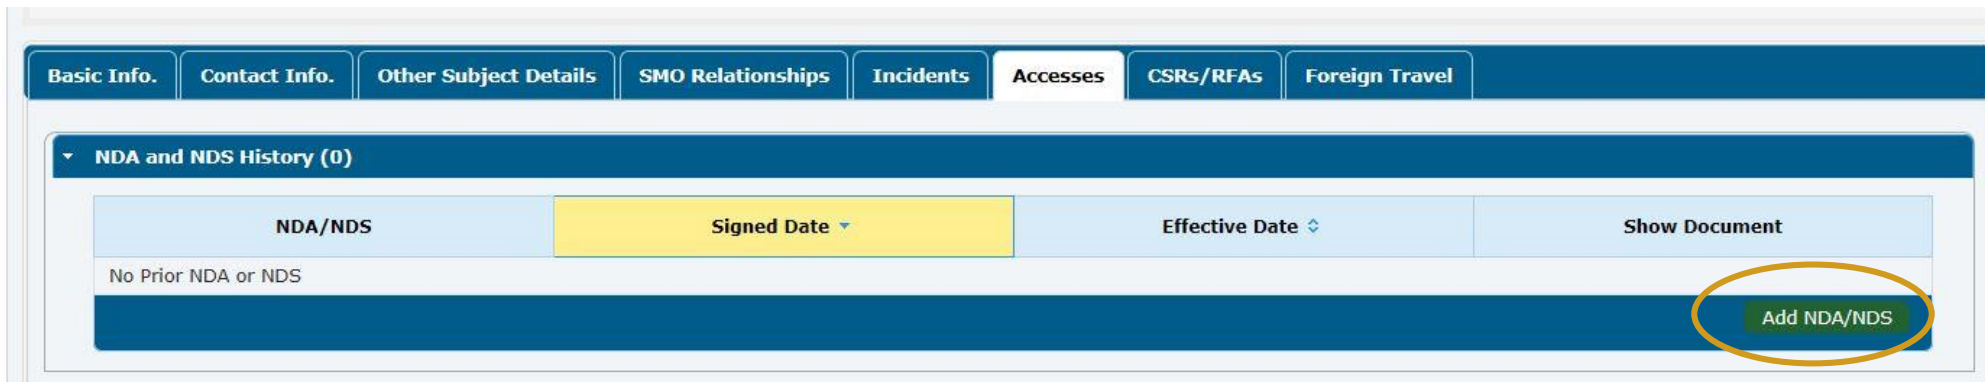 Basic Info. Contact Info. Other Subject Details SMO Relationships Incidents Accesses CSRs/RFAs Foreign Travel
NDA and NDS History (0)
NDA/NDS Signed Date Effective Date Show Document
No Prior NDA or NDS
Add NDA/NDS